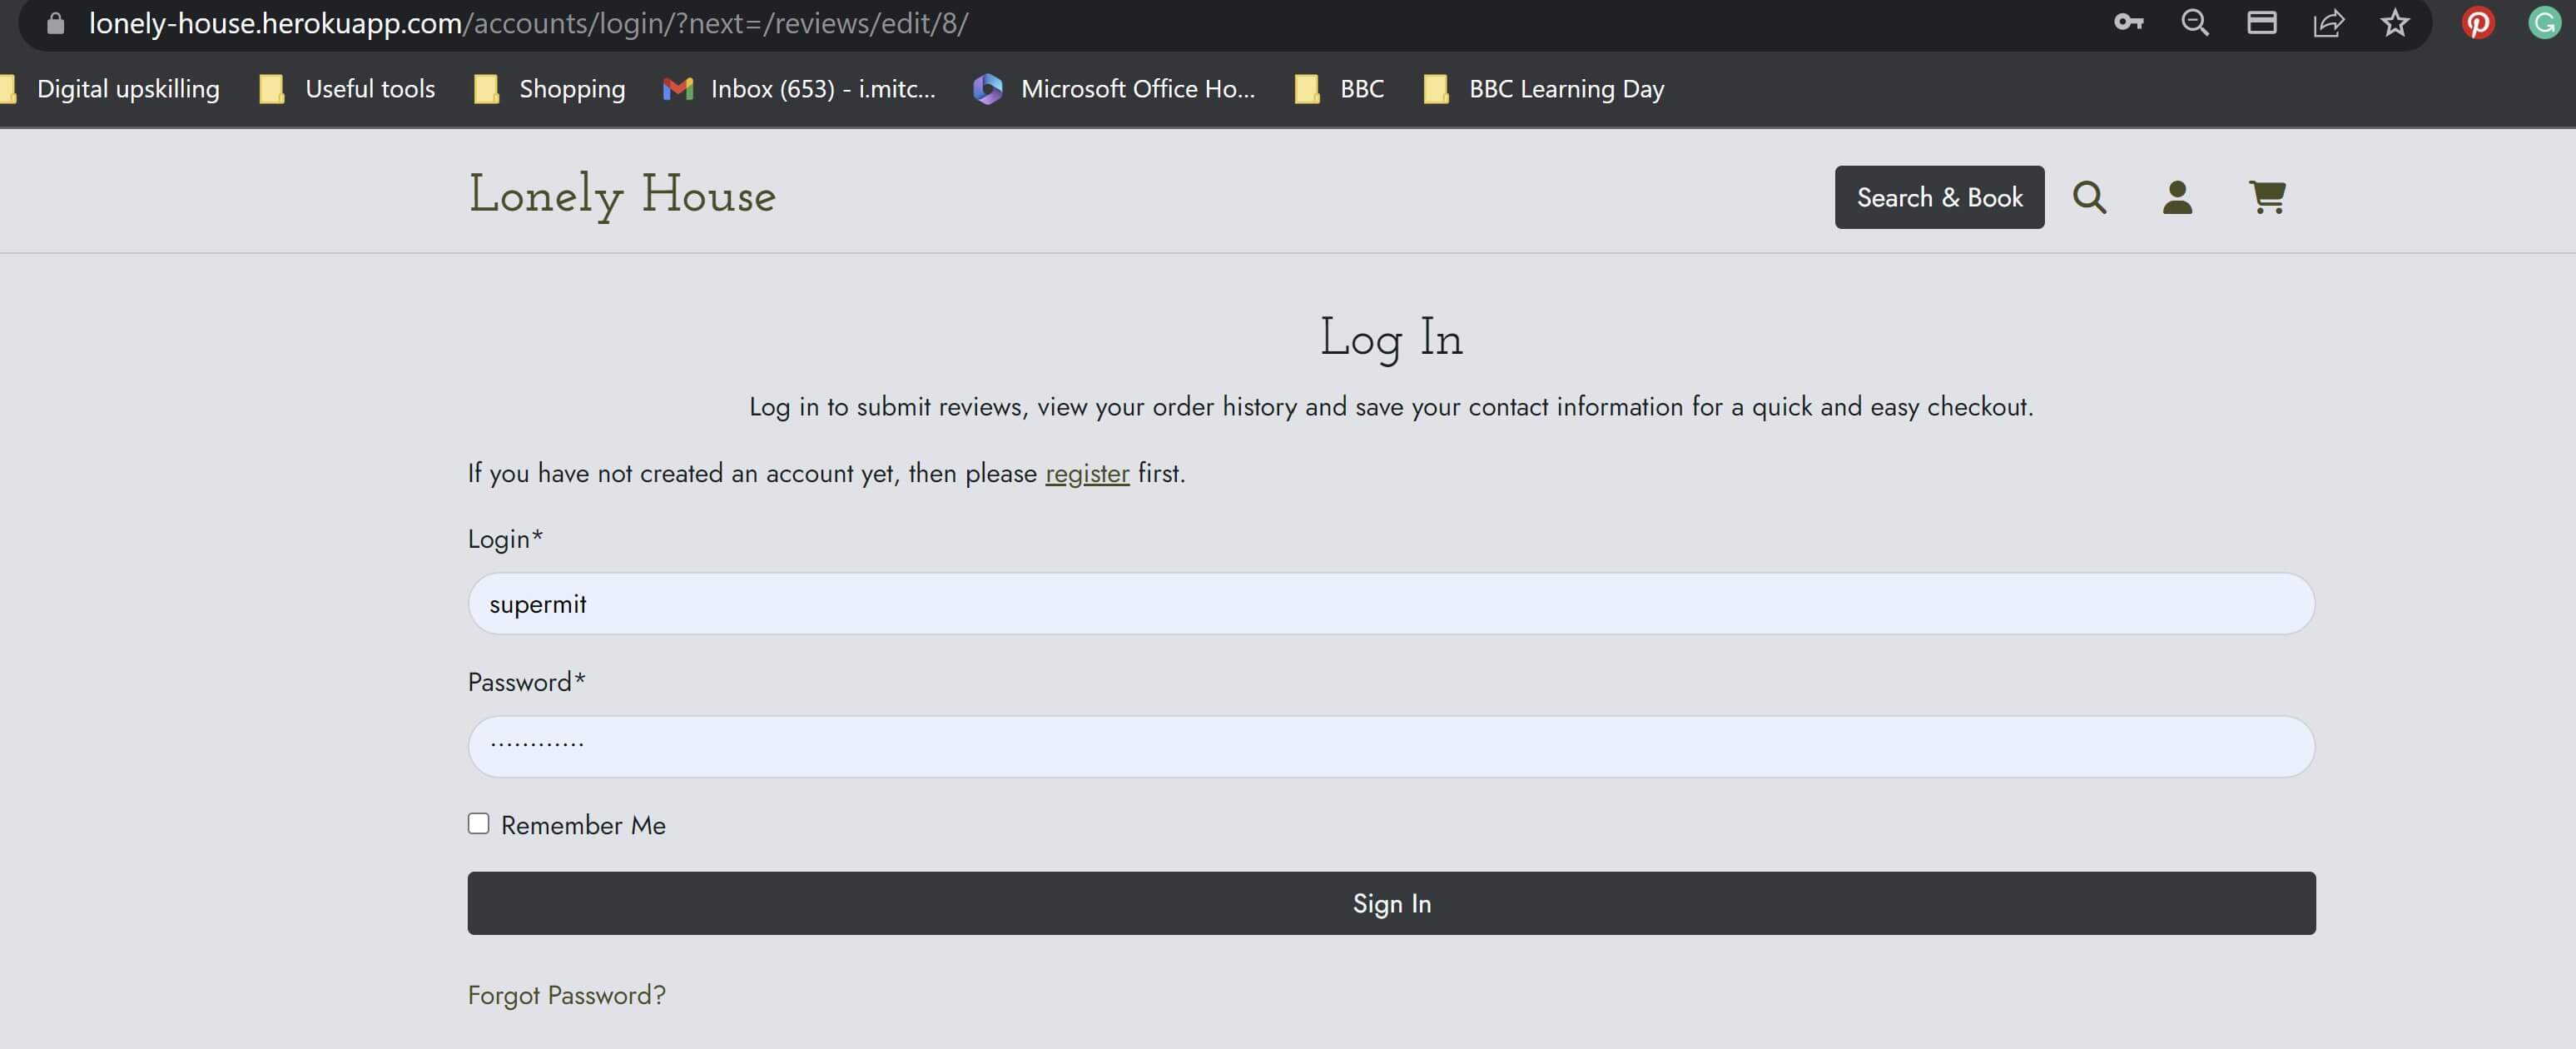 lonely-house.herokuapp.com/accounts/login/?next=/reviews/edit/8/
Digital upskilling Useful tools Shopping Inbox (653) - i.mitc... Microsoft Office Ho... BBC BBC Learning Day
Lonely House Search & Book
Log In
Log in to submit reviews, view your order history and save your contact information for a quick and easy checkout.
If you have not created an account yet, then please register first.
Login*
supermit
Password*
............
Remember Me
Sign In
Forgot Password?